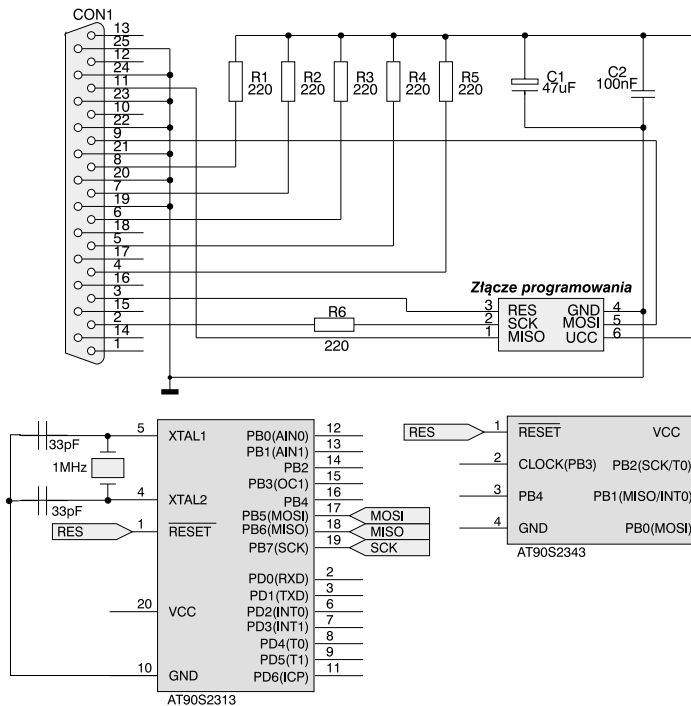 CON1
13
25
12
24
11
23
10
22
9
21
8
20
7
19
6
18
5
17
4
16
3
15
2
14
1
R1
220
R2
220
R3
220
R4
220
R5
220
C1
47uF
C2
100nF
R6
220
Złącze programowania
3 RES GND 4
2 SCK MOSI 5
1 MISO UCC 6
33pF
1MHz
33pF
RES
5 XTAL1
4 XTAL2
1 RESET
20 VCC
10 GND
PB0(AIN0) 12
PB1(AIN1) 13
PB2 14
PB3(OC1) 15
PB4 16
PB5(MOSI) 17 MOSI
PB6(MISO) 18 MISO
PB7(SCK) 19 SCK
PD0(RXD) 2
PD1(TXD) 3
PD2(INT0) 6
PD3(INT1) 7
PD4(T0) 8
PD5(T1) 9
PD6(ICP) 11
AT90S2313
RES
1 RESET VCC
2 CLOCK(PB3) PB2(SCK/T0)
3 PB4 PB1(MISO/INT0)
4 GND PB0(MOSI)
AT90S2343